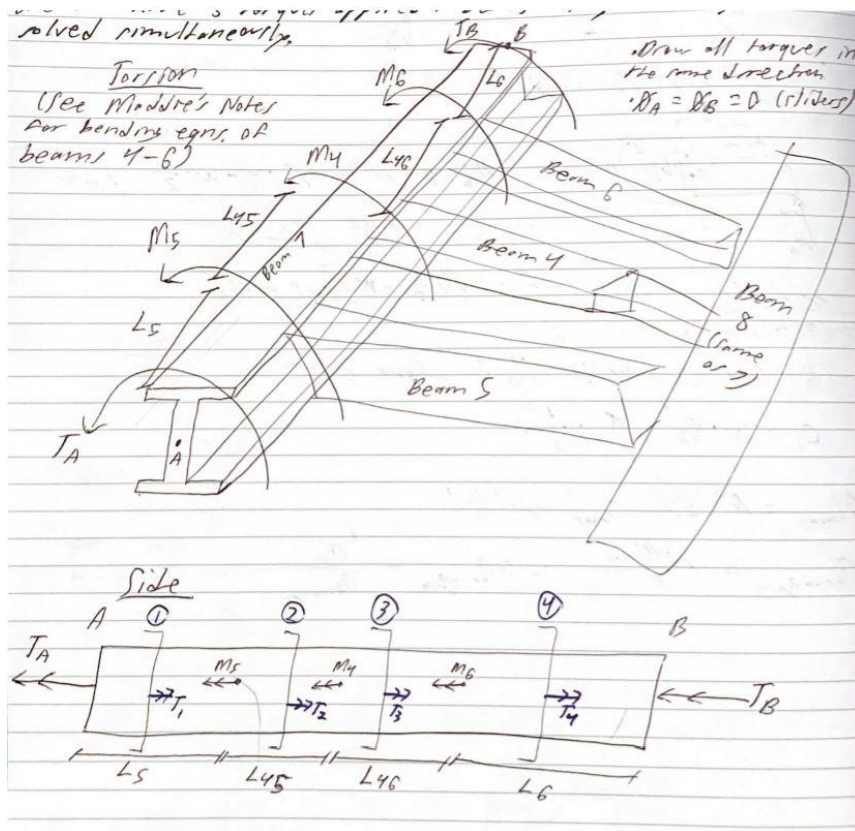 solved simultaneously.
Torsion
(See Maddie's Notes
for bending eqns. of
beams 4-6)
• Draw all torques in
the same direction
• ϕA = ϕB = 0 (sliders)
TB
B
L6
M6
L46
M4
L45
M5
L5
Beam 7
TA
A
Beam 6
Beam 4
Beam 5
Beam
8
(same
as 7)
Side
A
①
②
③
④
B
TA
M5
M4
M6
T1
T2
T3
T4
TB
L5
L45
L46
L6